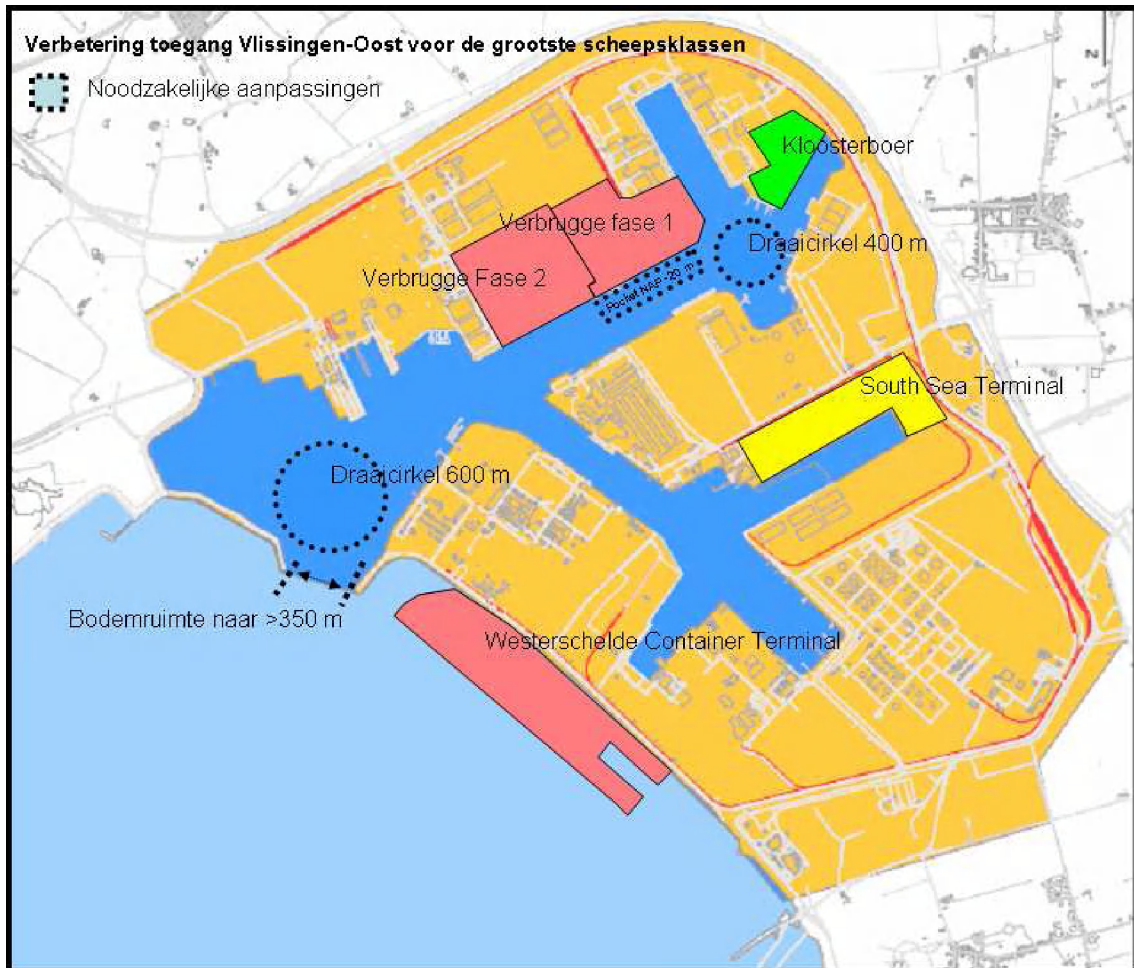 Verbetering toegang Vlissingen-Oost voor de grootste scheepsklassen
Noodzakelijke aanpassingen
Kloosterboer
Verbrugge fase 1
Draaicirkel 400 m
Verbrugge Fase 2
Pocket NAP -20 m
South Sea Terminal
Draaicirkel 600 m
Bodemruimte naar >350 m
Westerschelde Container Terminal